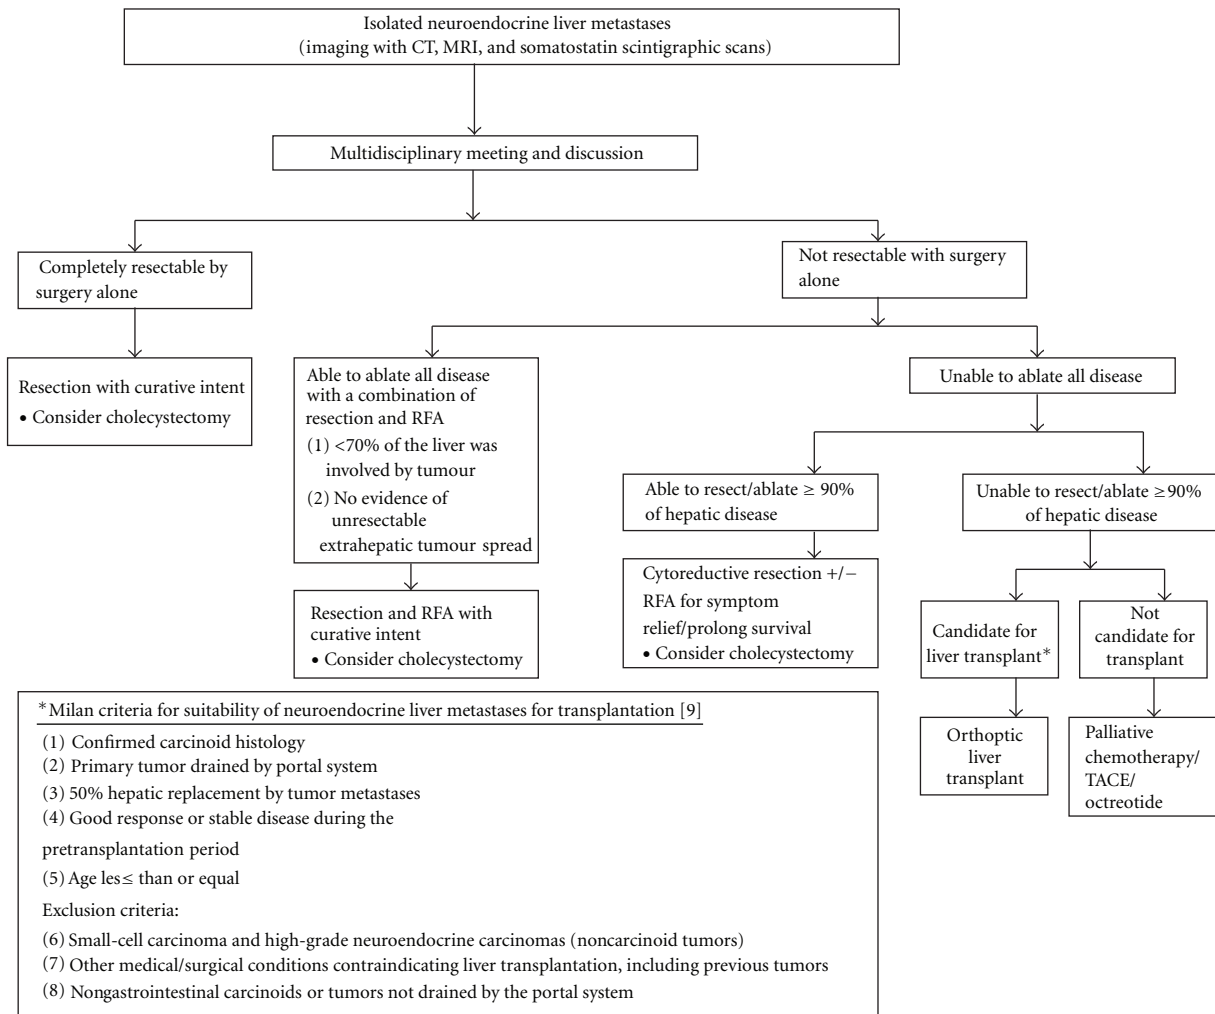 Isolated neuroendocrine liver metastases
(imaging with CT, MRI, and somatostatin scintigraphic scans)
Multidisciplinary meeting and discussion
Completely resectable by
surgery alone
Not resectable with surgery
alone
Resection with curative intent
• Consider cholecystectomy
Able to ablate all disease
with a combination of
resection and RFA
(1) <70% of the liver was
involved by tumour
(2) No evidence of
unresectable
extrahepatic tumour spread
Unable to ablate all disease
Able to resect/ablate ≥ 90%
of hepatic disease
Unable to resect/ablate ≥90%
of hepatic disease
Resection and RFA with
curative intent
• Consider cholecystectomy
Cytoreductive resection +/−
RFA for symptom
relief/prolong survival
• Consider cholecystectomy
Candidate for
liver transplant*
Not
candidate for
transplant
Orthoptic
liver
transplant
Palliative
chemotherapy/
TACE/
octreotide
*Milan criteria for suitability of neuroendocrine liver metastases for transplantation [9]
(1) Confirmed carcinoid histology
(2) Primary tumor drained by portal system
(3) 50% hepatic replacement by tumor metastases
(4) Good response or stable disease during the
pretransplantation period
(5) Age les≤ than or equal
Exclusion criteria:
(6) Small-cell carcinoma and high-grade neuroendocrine carcinomas (noncarcinoid tumors)
(7) Other medical/surgical conditions contraindicating liver transplantation, including previous tumors
(8) Nongastrointestinal carcinoids or tumors not drained by the portal system